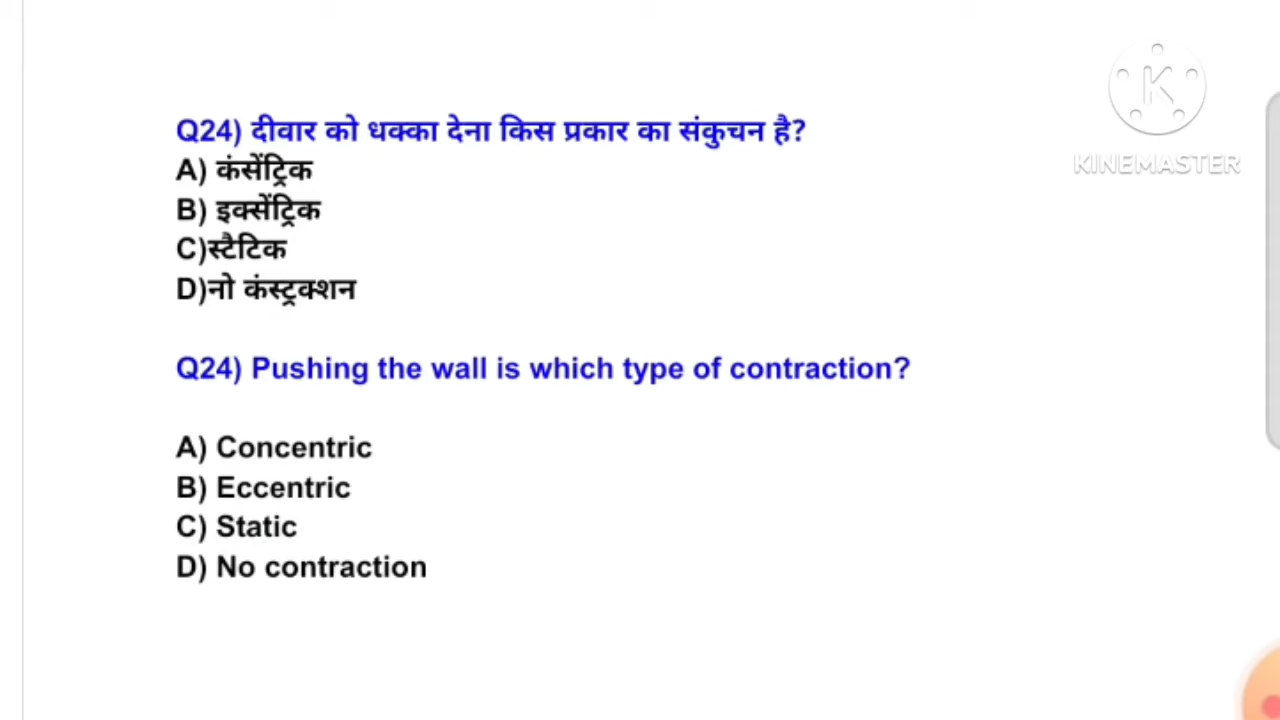 Q24) दीवार को धक्का देना किस प्रकार का संकुचन है?
A) कंसेंट्रिक
B) इक्सेंट्रिक
C)स्टैटिक
D)नो कंस्ट्रक्शन
Q24) Pushing the wall is which type of contraction?
A) Concentric
B) Eccentric
C) Static
D) No contraction
K
KINEMASTER